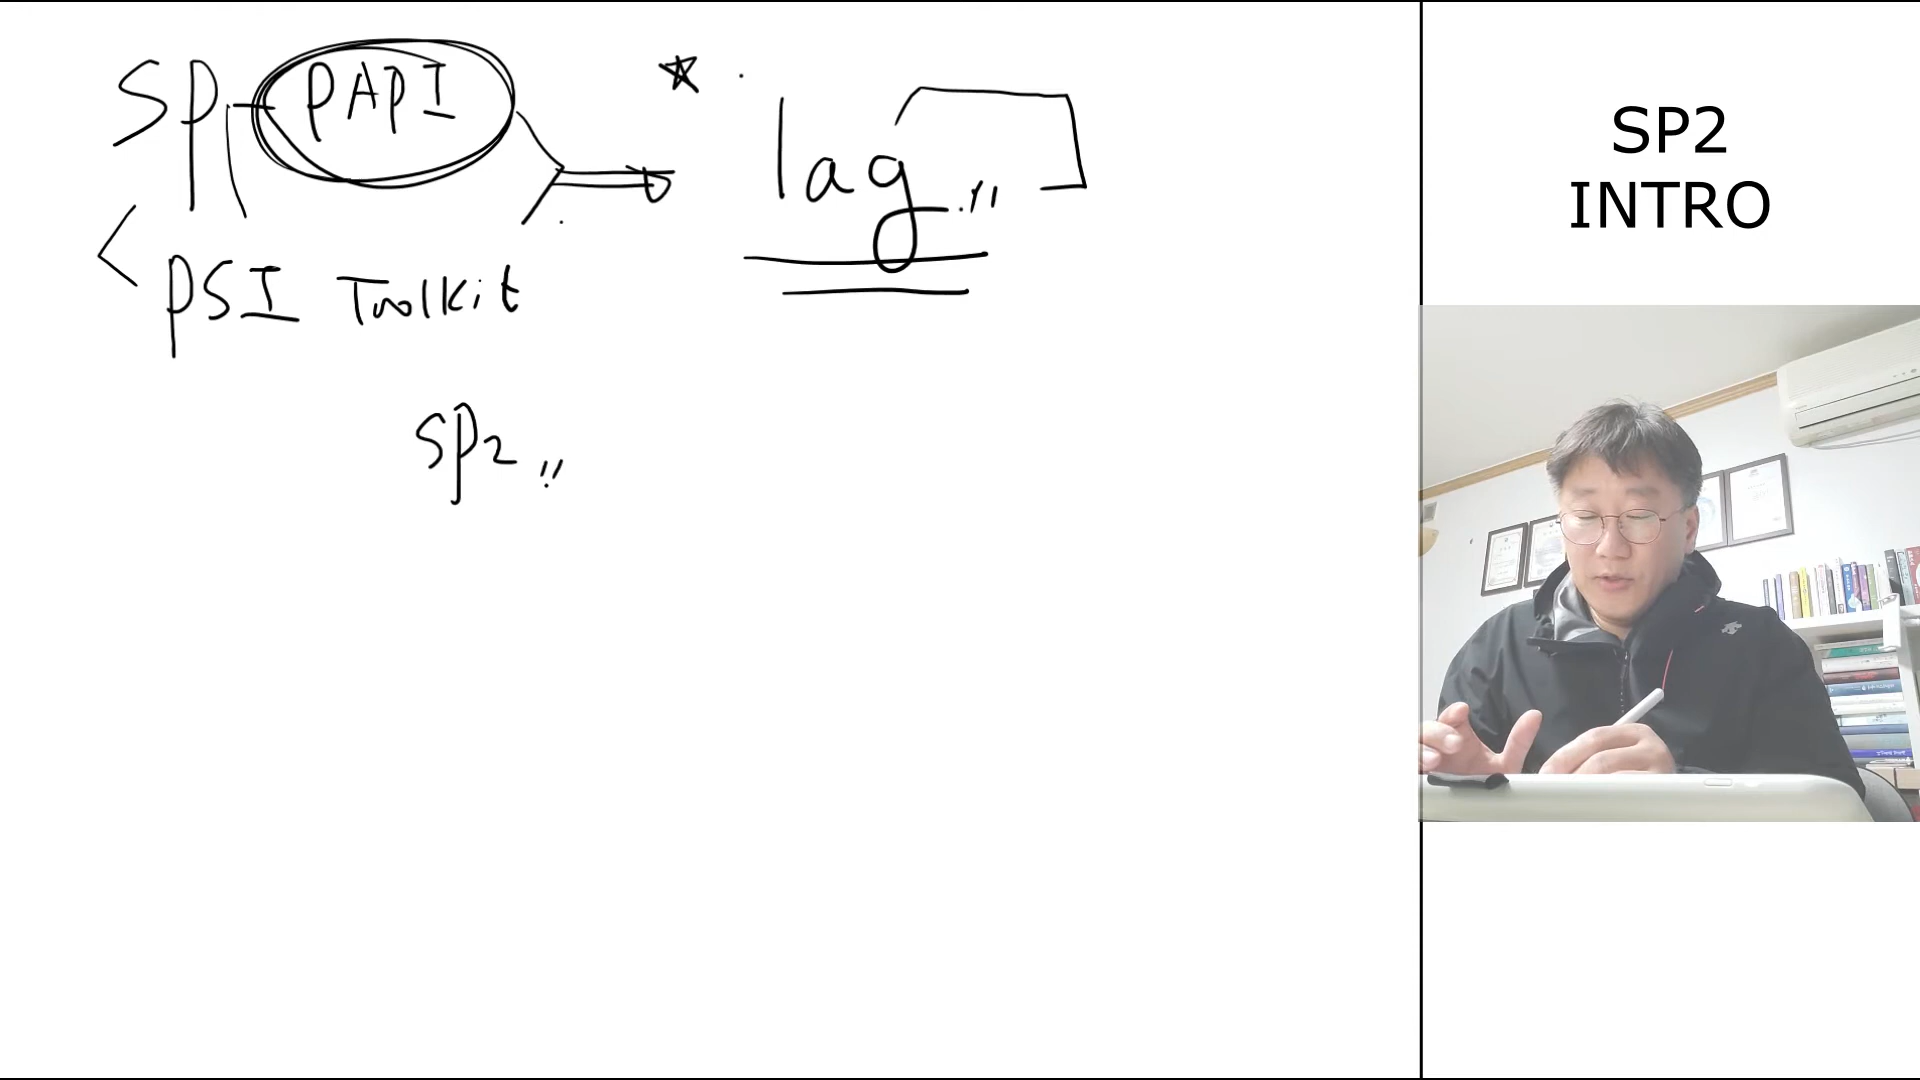 SP-PAPI
lag
PSI Toolkit
SP2
SP2
INTRO